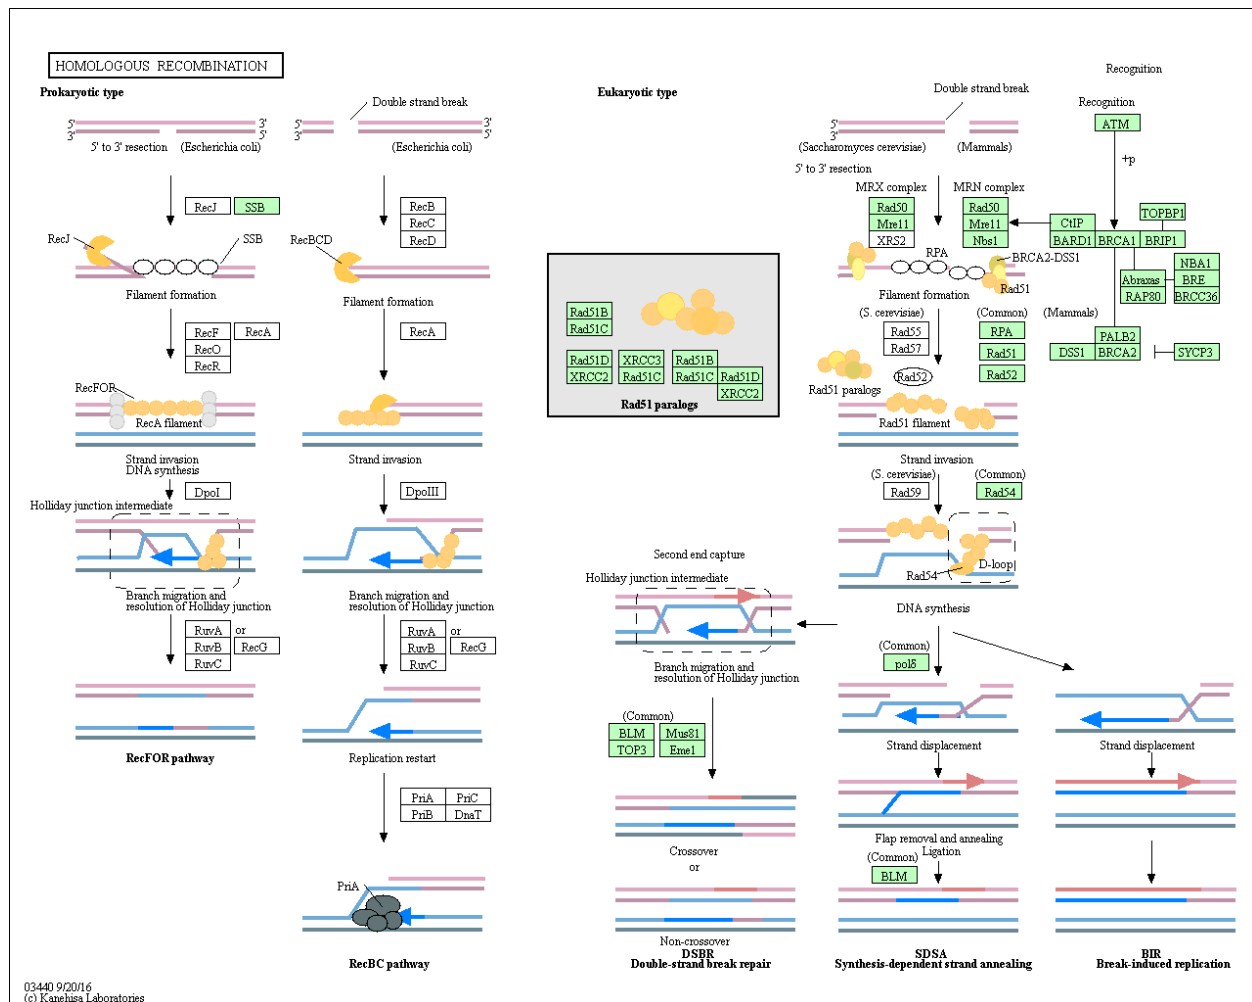 HOMOLOGOUS RECOMBINATION
Prokaryotic type
Double strand break
5' 3'
3' 5'
5' to 3' resection
(Escherichia coli)
5' 3'
3' 5'
(Escherichia coli)
RecJ
SSB
RecJ
SSB
RecB
RecC
RecD
RecBCD
Filament formation
Filament formation
RecF
RecA
RecO
RecR
RecA
RecFOR
RecA filament
Strand invasion
DNA synthesis
Strand invasion
DpoI
DpoIII
Holliday junction intermediate
Branch migration and
resolution of Holliday junction
Branch migration and
resolution of Holliday junction
RuvA
or
RuvB
RecG
RuvC
RuvA
or
RuvB
RecG
RuvC
RecFOR pathway
Replication restart
PriA
PriC
PriB
DnaT
PriA
RecBC pathway
Eukaryotic type
Double strand break
5'
3'
(Saccharomyces cerevisiae)
(Mammals)
5' to 3' resection
Recognition
Recognition
ATM
+p
MRX complex
MRN complex
Rad50
Mre11
XRS2
Rad50
Mre11
Nbs1
CtIP
TOPBP1
BARD1
BRCA1
BRIP1
RPA
BRCA2-DSS1
Rad51
Abraxas
RAP80
NBA1
BRE
BRCC36
Filament formation
(S. cerevisiae)
(Common)
(Mammals)
Rad55
Rad57
RPA
PALB2
DSS1
BRCA2
SYCP3
Rad51
Rad52
Rad52
Rad51 paralogs
Rad51 filament
Rad51B
Rad51C
Rad51D
XRCC2
XRCC3
Rad51C
Rad51B
Rad51C
Rad51D
XRCC2
Rad51 paralogs
Strand invasion
(S. cerevisiae)
(Common)
Rad59
Rad54
Rad54
D-loop
DNA synthesis
Second end capture
Holliday junction intermediate
Branch migration and
resolution of Holliday junction
(Common)
BLM
Mus81
TOP3
Eme1
Crossover
or
Non-crossover
DSBR
Double-strand break repair
(Common)
polδ
Strand displacement
Flap removal and annealing
(Common)
Ligation
BLM
SDSA
Synthesis-dependent strand annealing
Strand displacement
BIR
Break-induced replication
03440 9/20/16
(c) Kanehisa Laboratories